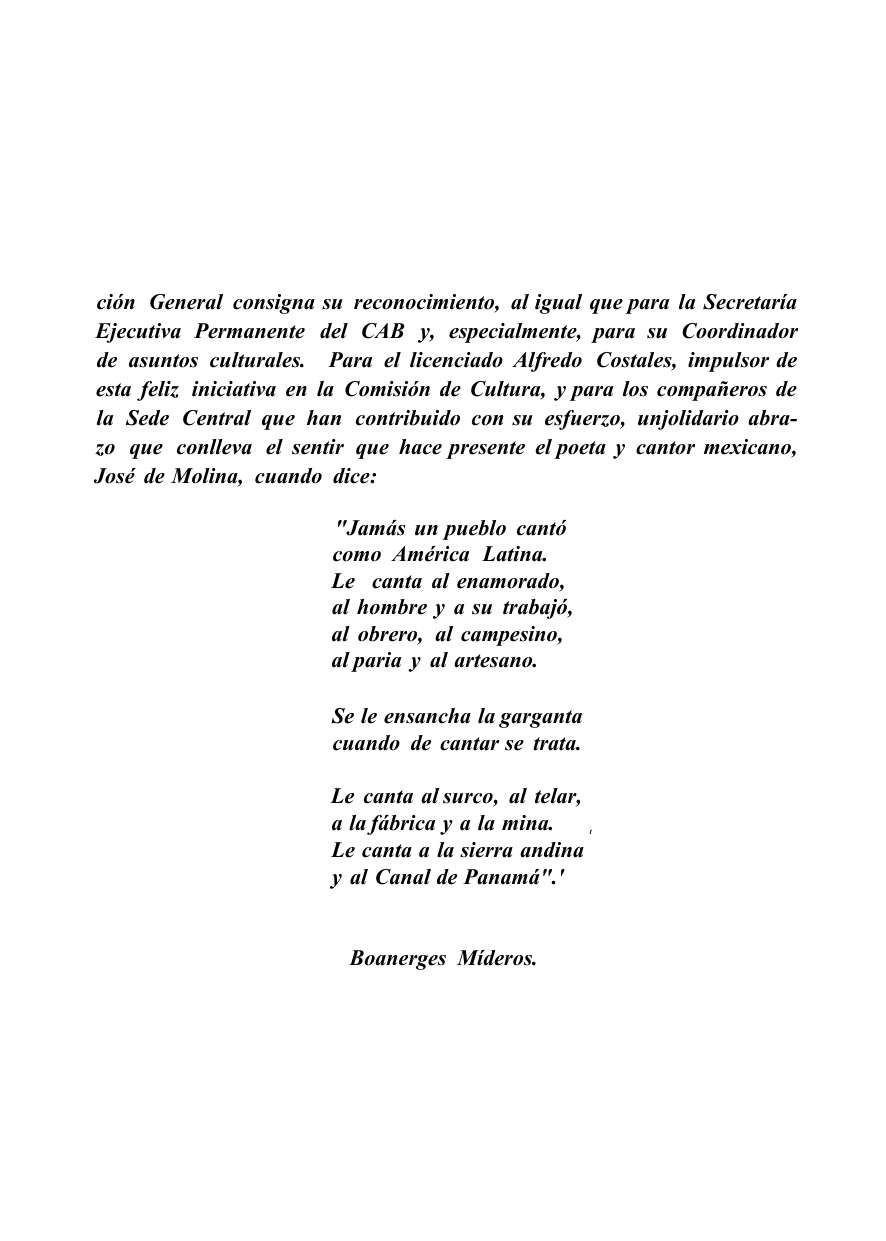 ción General consigna su reconocimiento, al igual que para la Secretaría
Ejecutiva Permanente del CAB y, especialmente, para su Coordinador
de asuntos culturales. Para el licenciado Alfredo Costales, impulsor de
esta feliz iniciativa en la Comisión de Cultura, y para los compañeros de
la Sede Central que han contribuido con su esfuerzo, unjolidario abra-
zo que conlleva el sentir que hace presente el poeta y cantor mexicano,
José de Molina, cuando dice:
"Jamás un pueblo cantó
como América Latina.
Le canta al enamorado,
al hombre y a su trabajó,
al obrero, al campesino,
al paria y al artesano.
Se le ensancha la garganta
cuando de cantar se trata.
Le canta al surco, al telar,
a la fábrica y a la mina.
Le canta a la sierra andina
y al Canal de Panamá".'
Boanerges Míderos.